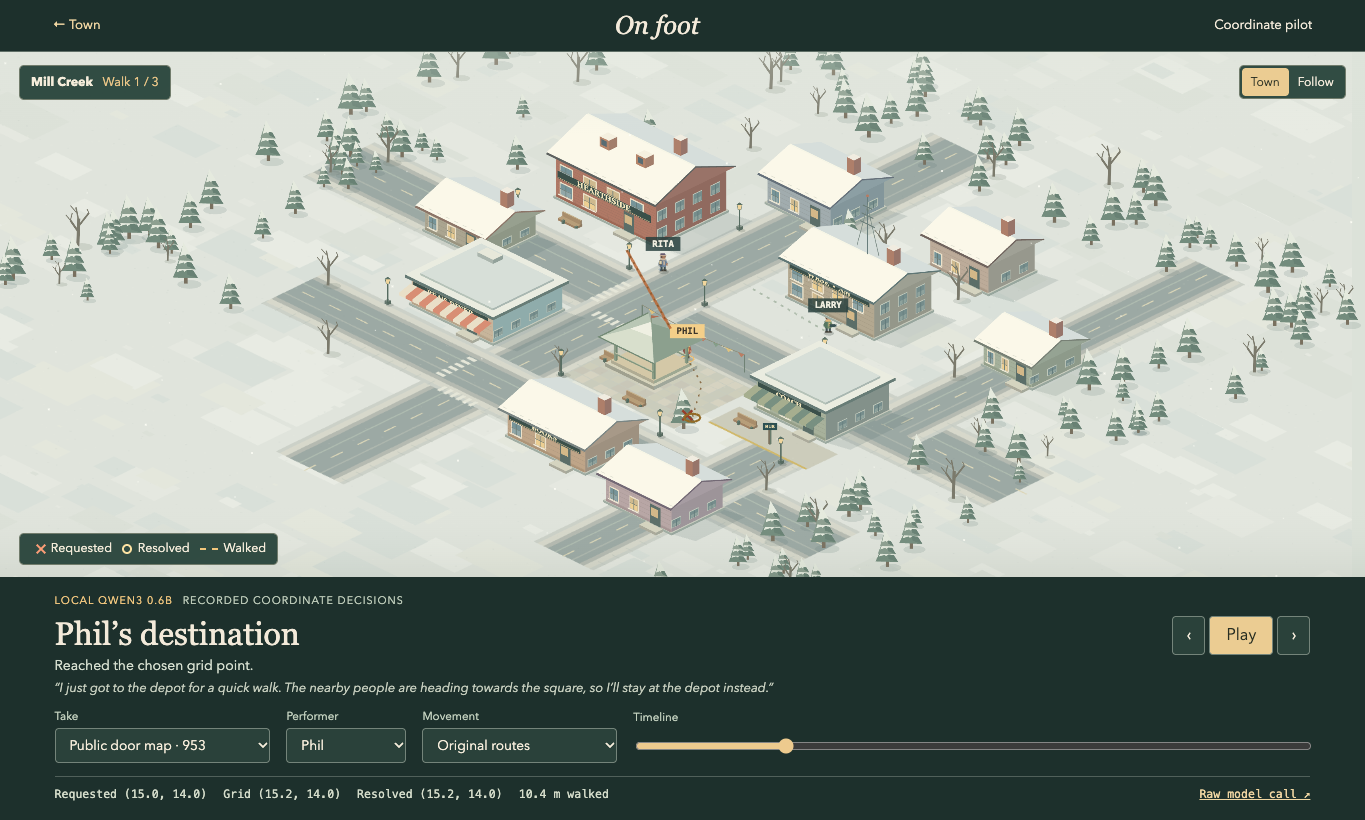 ← Town
On foot
Coordinate pilot
Mill Creek Walk 1 / 3
Town Follow
HEARTHSIDE
RITA
LARRY
PHIL
COACH
× Requested Resolved Walked
LOCAL QWEN3 0.6B RECORDED COORDINATE DECISIONS
Phil’s destination
‹ Play ›
Reached the chosen grid point.
“I just got to the depot for a quick walk. The nearby people are heading towards the square, so I’ll stay at the depot instead.”
Take Performer Movement Timeline
Public door map · 953 Phil Original routes
Requested (15.0, 14.0) Grid (15.2, 14.0) Resolved (15.2, 14.0) 10.4 m walked
Raw model call ↗